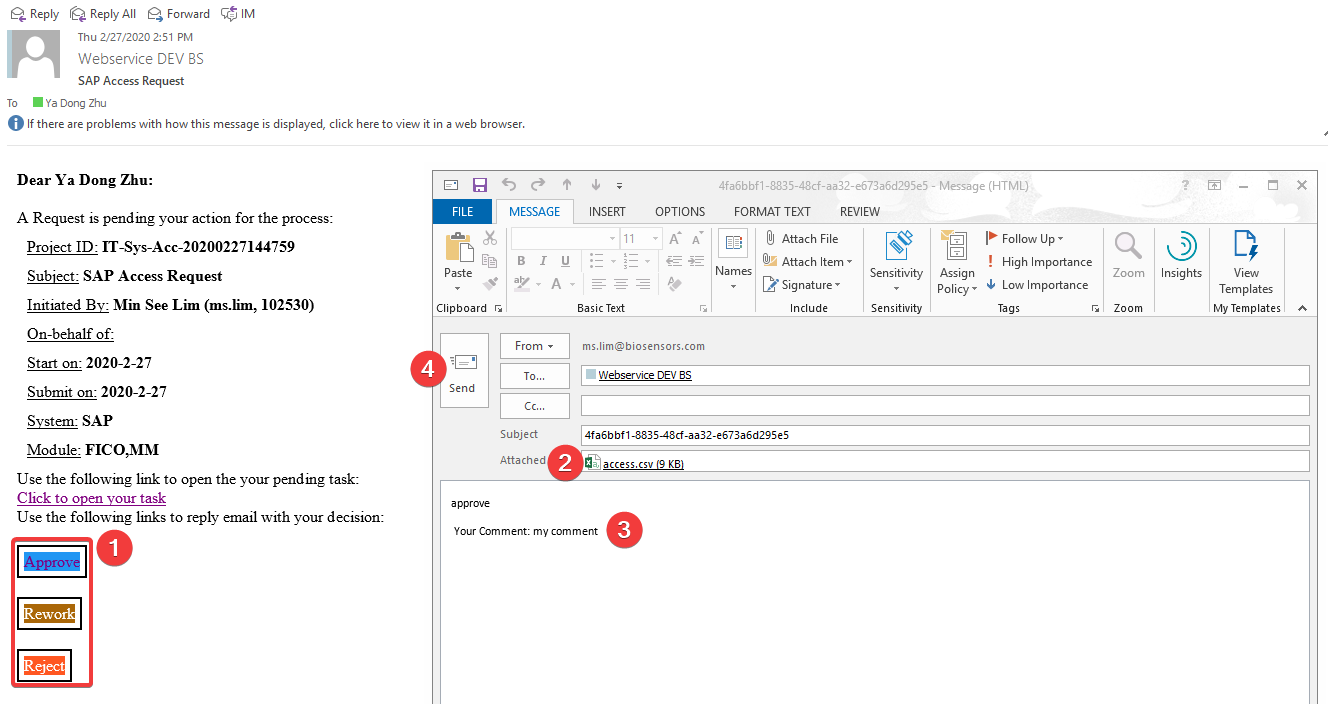 Reply Reply All Forward IM
Thu 2/27/2020 2:51 PM
Webservice DEV BS
SAP Access Request
To Ya Dong Zhu
If there are problems with how this message is displayed, click here to view it in a web browser.
Dear Ya Dong Zhu:
A Request is pending your action for the process:
Project ID: IT-Sys-Acc-20200227144759
Subject: SAP Access Request
Initiated By: Min See Lim (ms.lim, 102530)
On-behalf of:
Start on: 2020-2-27
Submit on: 2020-2-27
System: SAP
Module: FICO,MM
Use the following link to open the your pending task:
Click to open your task
Use the following links to reply email with your decision:
1
Approve
Rework
Reject
4fa6bbf1-8835-48cf-aa32-e673a6d295e5 - Message (HTML)
?
FILE MESSAGE INSERT OPTIONS FORMAT TEXT REVIEW
Paste
Clipboard
11
A A
B I U
ab A
Basic Text
Names
Attach File
Attach Item
Signature
Include
Sensitivity
Sensitivity
Assign
Policy
Follow Up
High Importance
Low Importance
Tags
Zoom
Zoom
Insights
View
Templates
My Templates
4
Send
From ms.lim@biosensors.com
To... Webservice DEV BS
Cc...
Subject 4fa6bbf1-8835-48cf-aa32-e673a6d295e5
Attached 2 access.csv (9 KB)
approve
Your Comment: my comment 3